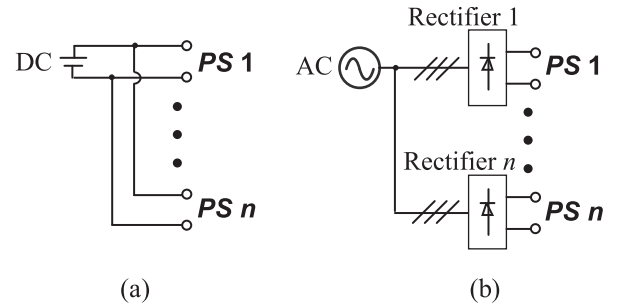 DC
PS 1
PS n
(a)
Rectifier 1
AC
PS 1
Rectifier n
PS n
(b)